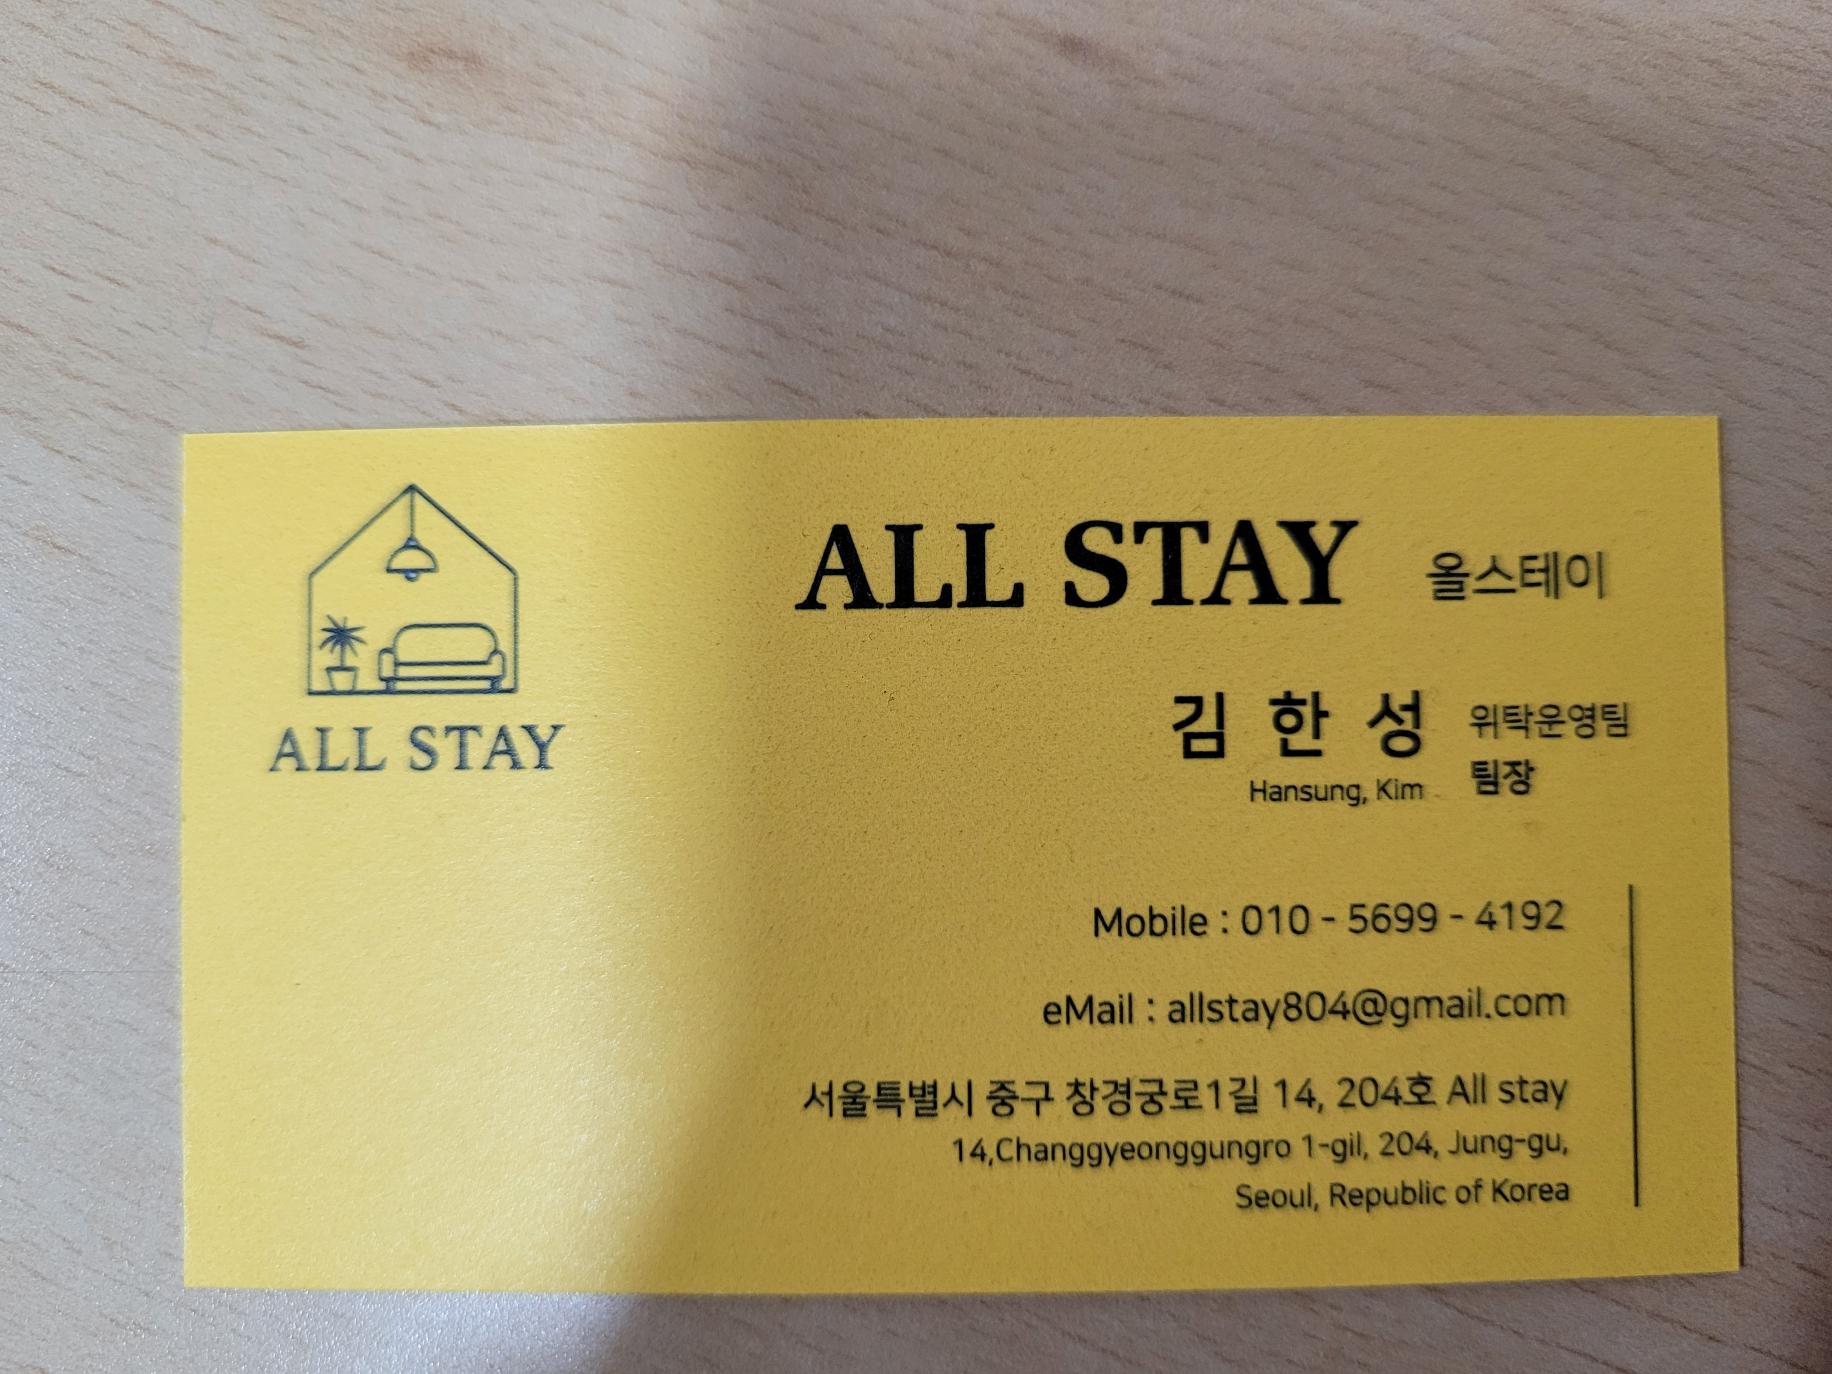 ALL STAY
ALL STAY 올스테이
김 한 성 위탁운영팀
Hansung, Kim 팀장
Mobile : 010 - 5699 - 4192
eMail : allstay804@gmail.com
서울특별시 중구 창경궁로1길 14, 204호 All stay
14,Changgyeonggungro 1-gil, 204, Jung-gu,
Seoul, Republic of Korea